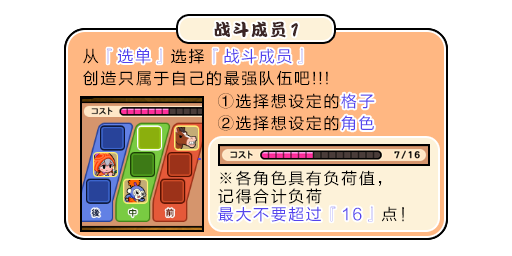 战斗成员1
从『选单』选择『战斗成员』
创造只属于自己的最强队伍吧!!!
コスト
後 中 前
①选择想设定的格子
②选择想设定的角色
コスト 7/16
※各角色具有负荷值，
记得合计负荷
最大不要超过『16』点！